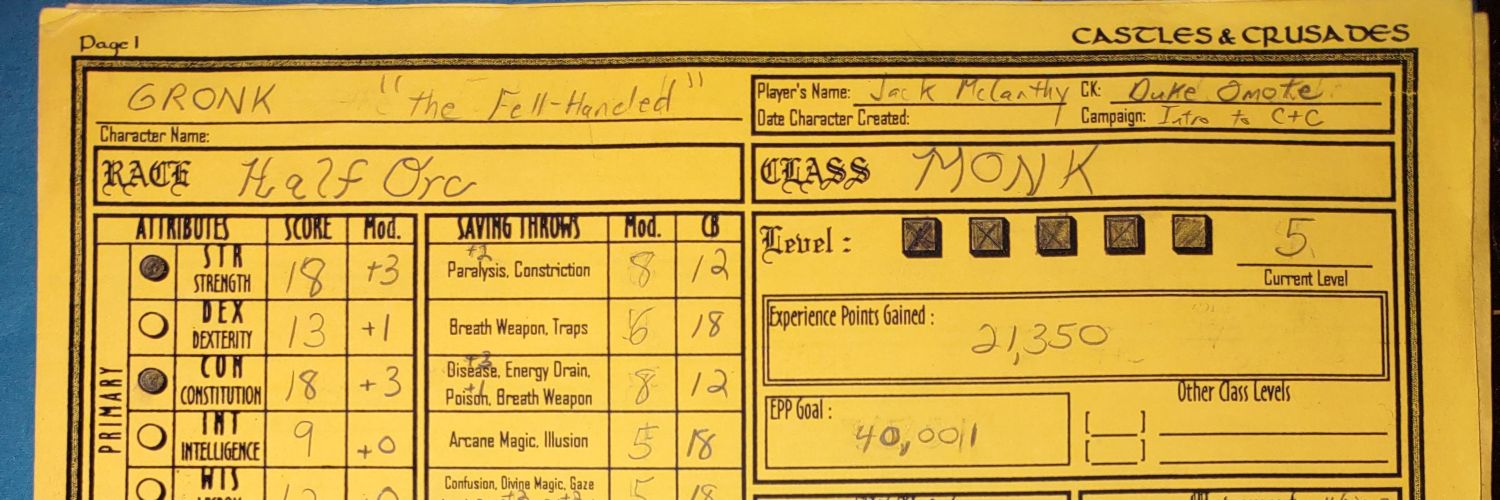 Page 1
CASTLES & CRUSADES
GRONK "the Fell-Handed"
Character Name:
Player's Name: Jack McLanthy CK: Duke Omote
Date Character Created: Campaign: Intro to C+C
RACE Half Orc
CLASS MONK
ATTRIBUTES SCORE Mod.
PRIMARY
STR
STRENGTH 18 +3
DEX
DEXTERITY 13 +1
CON
CONSTITUTION 18 +3
INT
INTELLIGENCE 9 +0
WIS
SAVING THROWS Mod. CB
+2
Paralysis, Constriction 8 12
Breath Weapon, Traps 6 18
+3
Disease, Energy Drain,
+1
Poison, Breath Weapon 8 12
Arcane Magic, Illusion 5 18
Confusion, Divine Magic, Gaze 5 18
Level: 5
Current Level
Experience Points Gained:
21,350
EPP Goal:
40,001
Other Class Levels
[ ]
[ ]